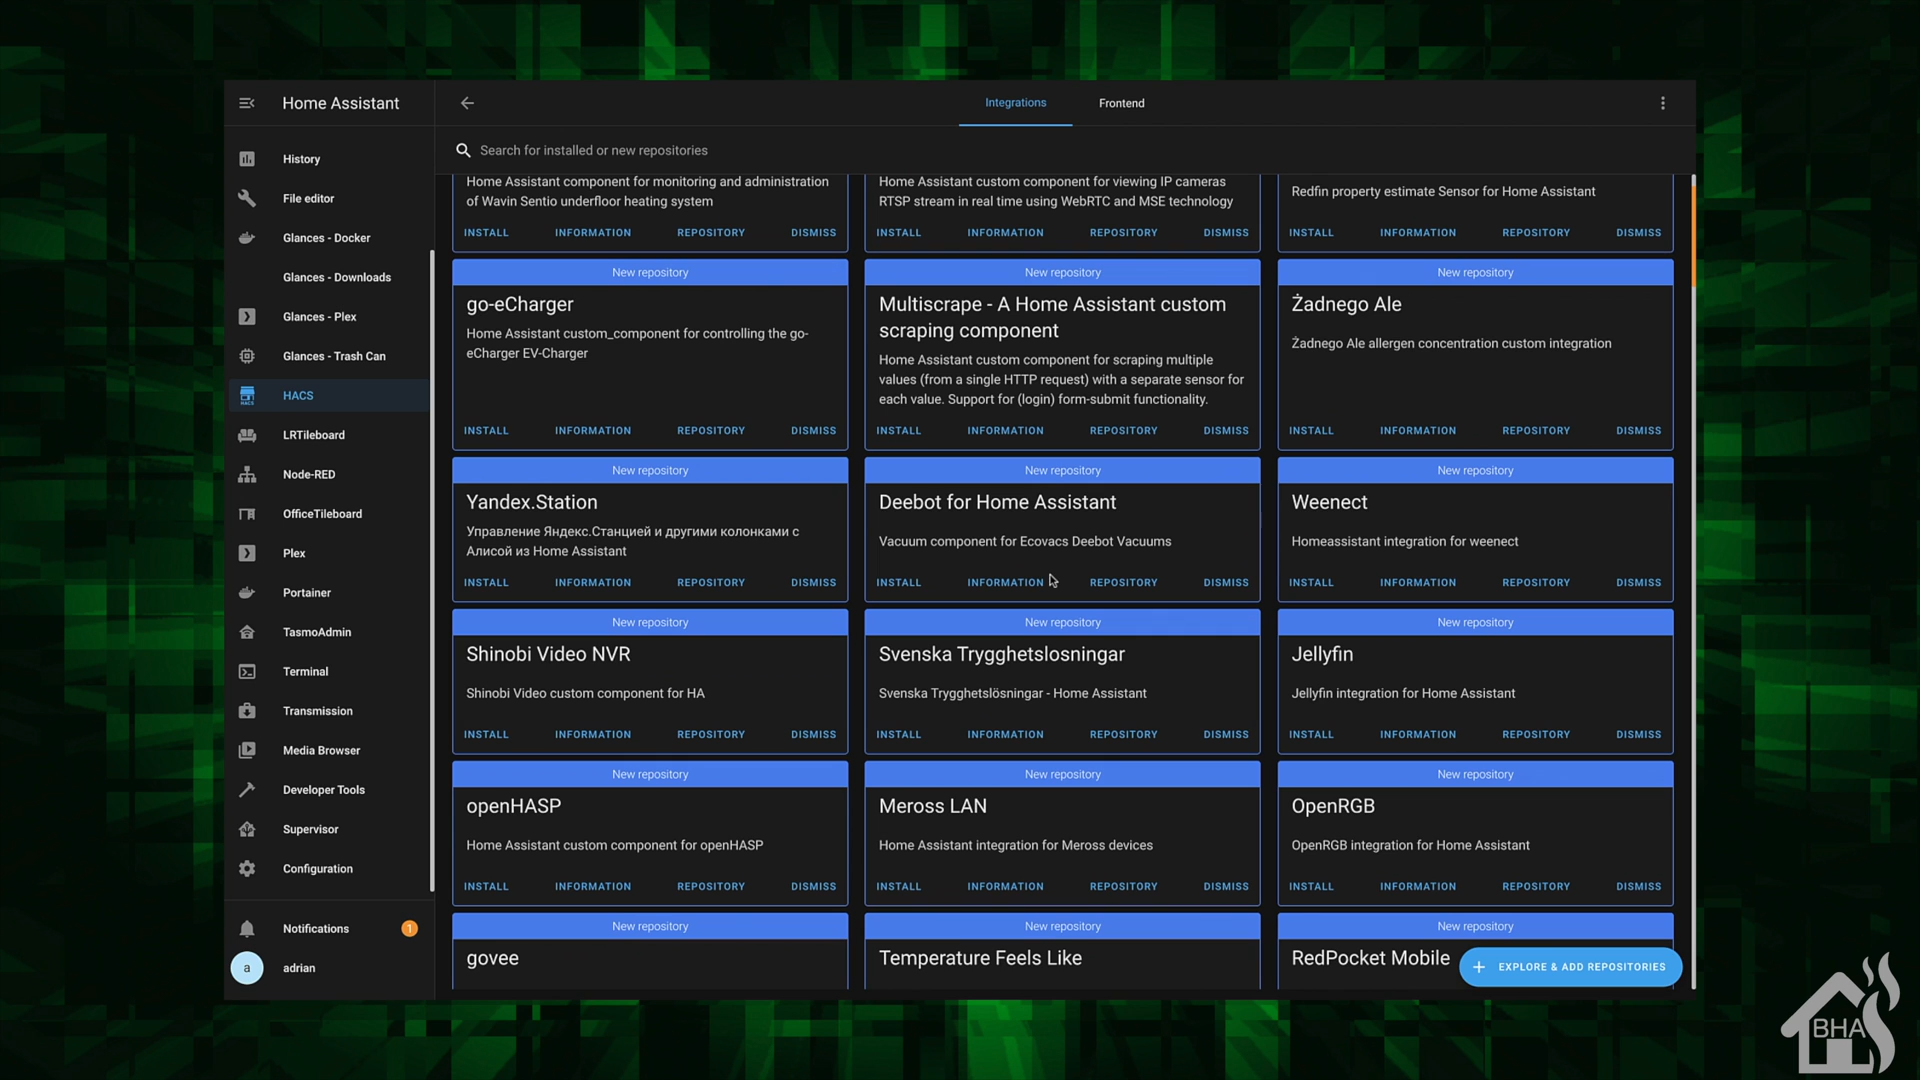 Home Assistant
Integrations
Frontend
Search for installed or new repositories
History
File editor
Glances - Docker
Glances - Downloads
Glances - Plex
Glances - Trash Can
HACS
LRTileboard
Node-RED
OfficeTileboard
Plex
Portainer
TasmoAdmin
Terminal
Transmission
Media Browser
Developer Tools
Supervisor
Configuration
Notifications
1
a
adrian
Home Assistant component for monitoring and administration
of Wavin Sentio underfloor heating system
INSTALL INFORMATION REPOSITORY DISMISS
Home Assistant custom component for viewing IP cameras
RTSP stream in real time using WebRTC and MSE technology
INSTALL INFORMATION REPOSITORY DISMISS
Redfin property estimate Sensor for Home Assistant
INSTALL INFORMATION REPOSITORY DISMISS
New repository
go-eCharger
Home Assistant custom_component for controlling the go-
eCharger EV-Charger
INSTALL INFORMATION REPOSITORY DISMISS
New repository
Multiscrape - A Home Assistant custom
scraping component
Home Assistant custom component for scraping multiple
values (from a single HTTP request) with a separate sensor for
each value. Support for (login) form-submit functionality.
INSTALL INFORMATION REPOSITORY DISMISS
New repository
Żadnego Ale
Żadnego Ale allergen concentration custom integration
INSTALL INFORMATION REPOSITORY DISMISS
New repository
Yandex.Station
Управление Яндекс.Станцией и другими колонками с
Алисой из Home Assistant
INSTALL INFORMATION REPOSITORY DISMISS
New repository
Deebot for Home Assistant
Vacuum component for Ecovacs Deebot Vacuums
INSTALL INFORMATION REPOSITORY DISMISS
New repository
Weenect
Homeassistant integration for weenect
INSTALL INFORMATION REPOSITORY DISMISS
New repository
Shinobi Video NVR
Shinobi Video custom component for HA
INSTALL INFORMATION REPOSITORY DISMISS
New repository
Svenska Trygghetslosningar
Svenska Trygghetslösningar - Home Assistant
INSTALL INFORMATION REPOSITORY DISMISS
New repository
Jellyfin
Jellyfin integration for Home Assistant
INSTALL INFORMATION REPOSITORY DISMISS
New repository
openHASP
Home Assistant custom component for openHASP
INSTALL INFORMATION REPOSITORY DISMISS
New repository
Meross LAN
Home Assistant integration for Meross devices
INSTALL INFORMATION REPOSITORY DISMISS
New repository
OpenRGB
OpenRGB integration for Home Assistant
INSTALL INFORMATION REPOSITORY DISMISS
New repository
govee
New repository
Temperature Feels Like
New repository
RedPocket Mobile
+ EXPLORE & ADD REPOSITORIES
BHA